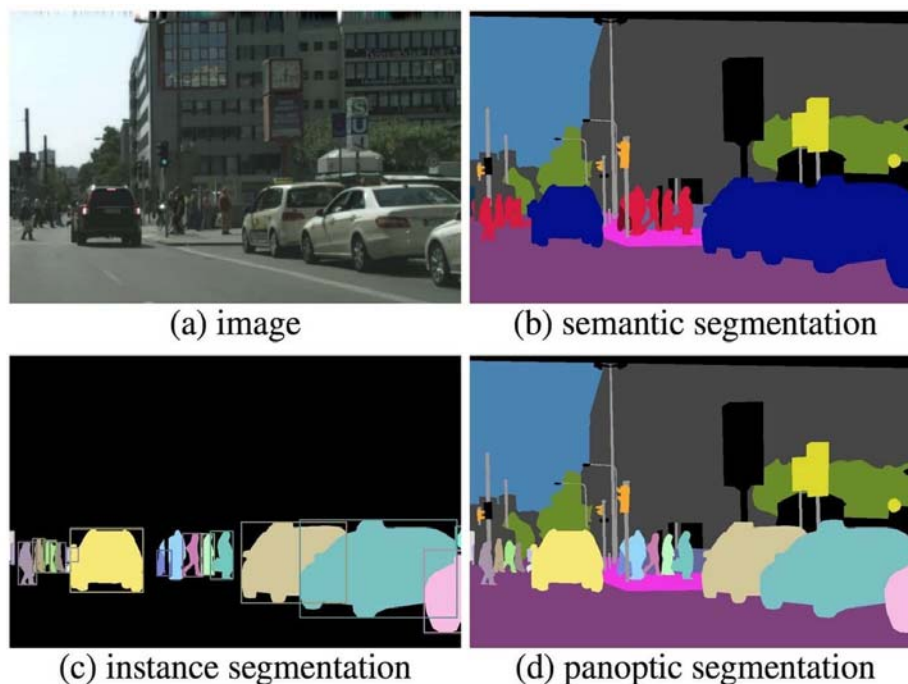 S
U
(a) image
(b) semantic segmentation
(c) instance segmentation
(d) panoptic segmentation